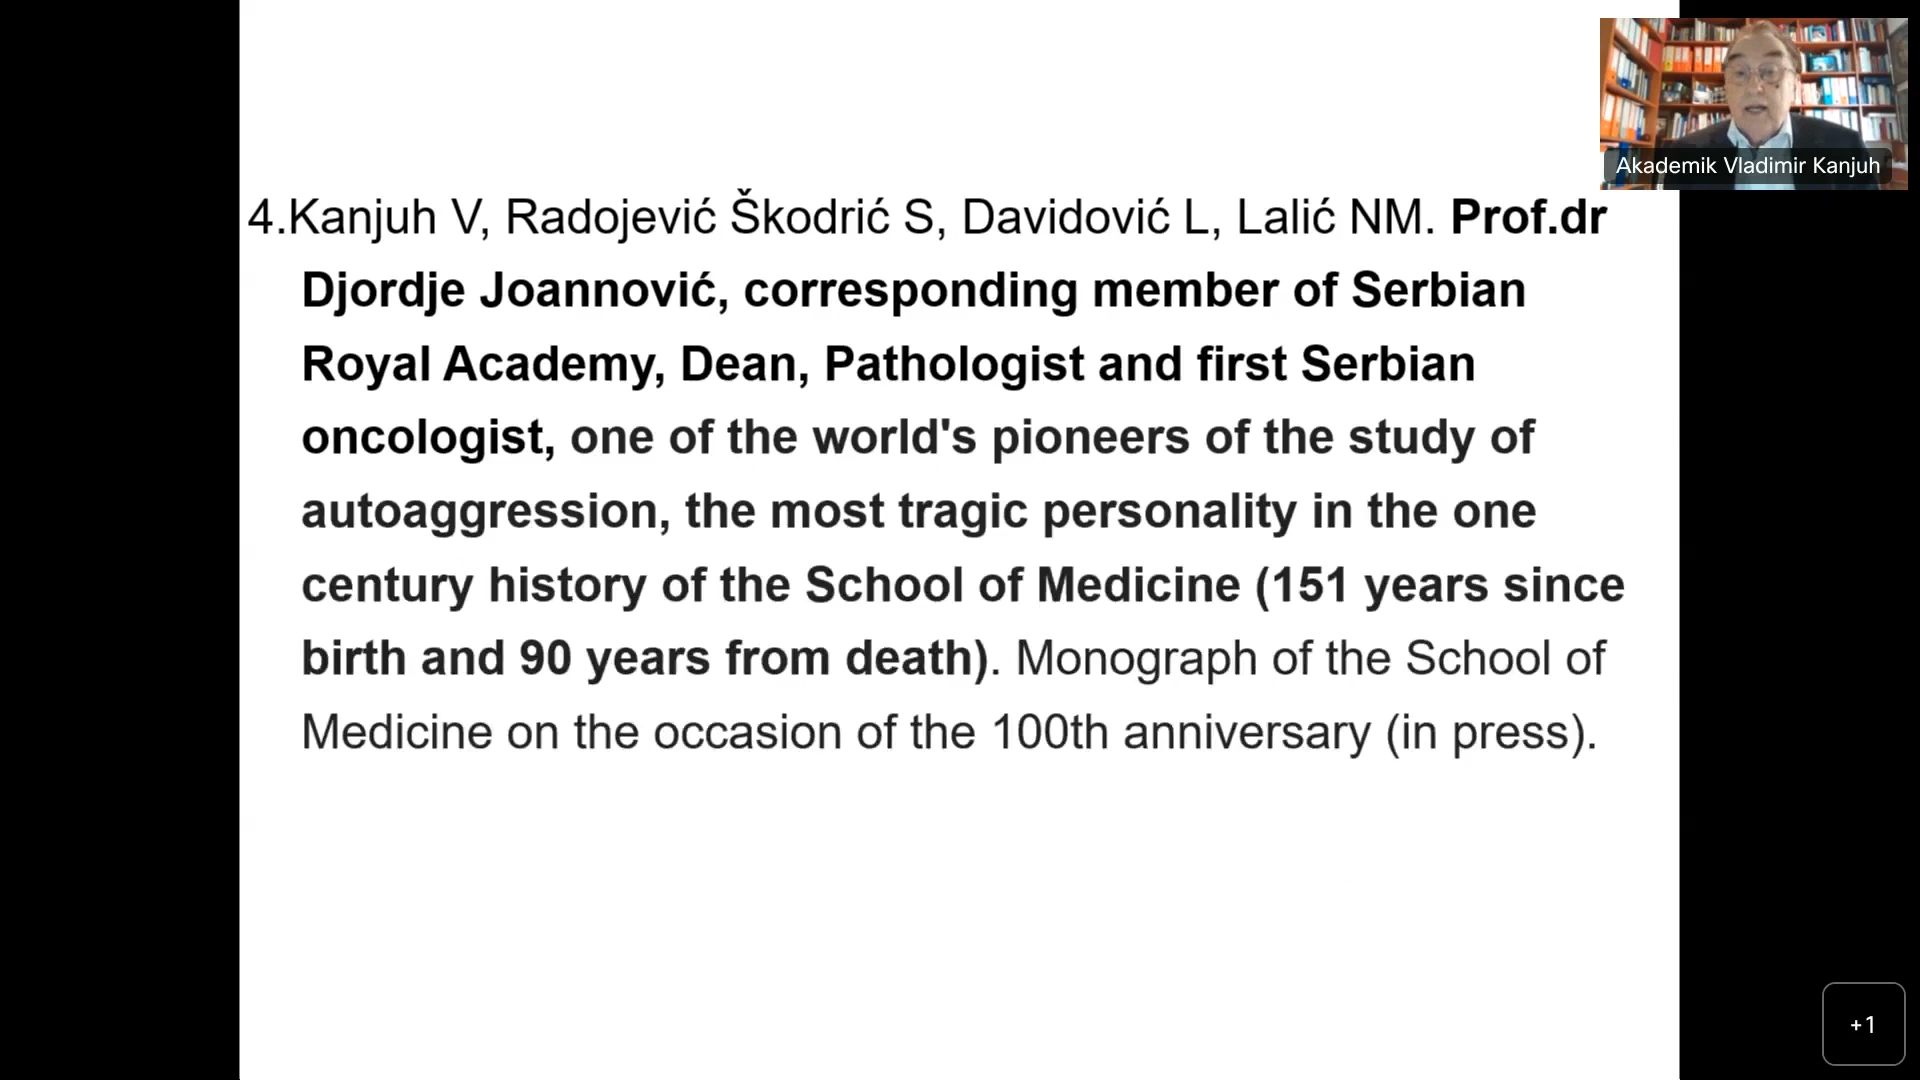 Akademik Vladimir Kanjuh
4.Kanjuh V, Radojević Škodrić S, Davidović L, Lalić NM. Prof.dr
Djordje Joannović, corresponding member of Serbian
Royal Academy, Dean, Pathologist and first Serbian
oncologist, one of the world's pioneers of the study of
autoaggression, the most tragic personality in the one
century history of the School of Medicine (151 years since
birth and 90 years from death). Monograph of the School of
Medicine on the occasion of the 100th anniversary (in press).
+1